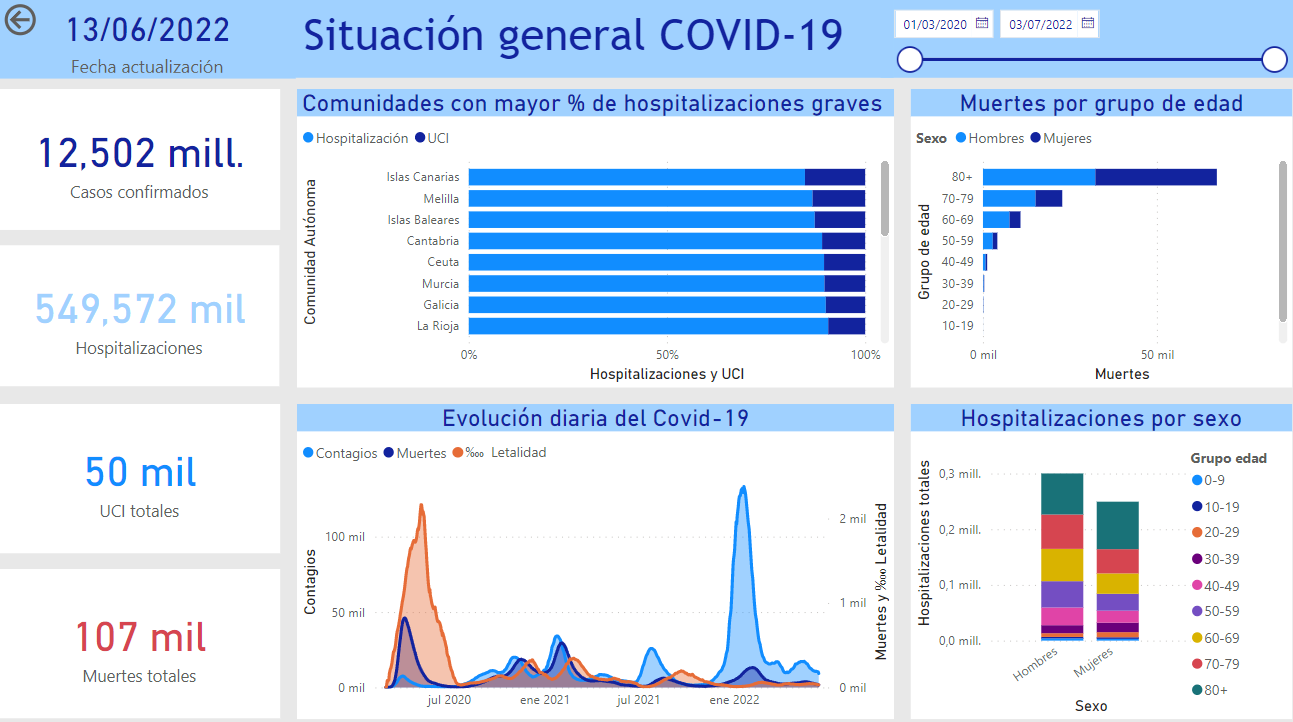 13/06/2022
Fecha actualización
Situación general COVID-19
01/03/2020
03/07/2022
12,502 mill.
Casos confirmados
549,572 mil
Hospitalizaciones
50 mil
UCI totales
107 mil
Muertes totales
Comunidades con mayor % de hospitalizaciones graves
Hospitalización UCI
Comunidad Autónoma
Islas Canarias
Melilla
Islas Baleares
Cantabria
Ceuta
Murcia
Galicia
La Rioja
0% 50% 100%
Hospitalizaciones y UCI
Muertes por grupo de edad
Sexo Hombres Mujeres
Grupo de edad
80+
70-79
60-69
50-59
40-49
30-39
20-29
10-19
0 mil 50 mil
Muertes
Evolución diaria del Covid-19
Contagios Muertes ‱ Letalidad
Contagios
100 mil
50 mil
0 mil
jul 2020 ene 2021 jul 2021 ene 2022
2 mil
1 mil
0 mil
Muertes y ‱ Letalidad
Hospitalizaciones por sexo
Hospitalizaciones totales
0,3 mill.
0,2 mill.
0,1 mill.
0,0 mill.
Hombres Mujeres
Sexo
Grupo edad
0-9
10-19
20-29
30-39
40-49
50-59
60-69
70-79
80+